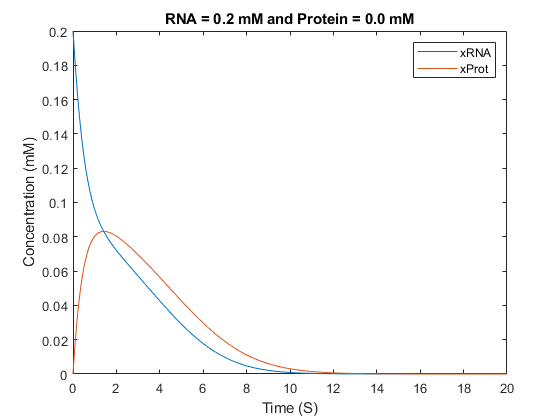 RNA = 0.2 mM and Protein = 0.0 mM
0.2
0.18
0.16
0.14
0.12
0.1
0.08
0.06
0.04
0.02
0
Concentration (mM)
xRNA
xProt
0 2 4 6 8 10 12 14 16 18 20
Time (S)